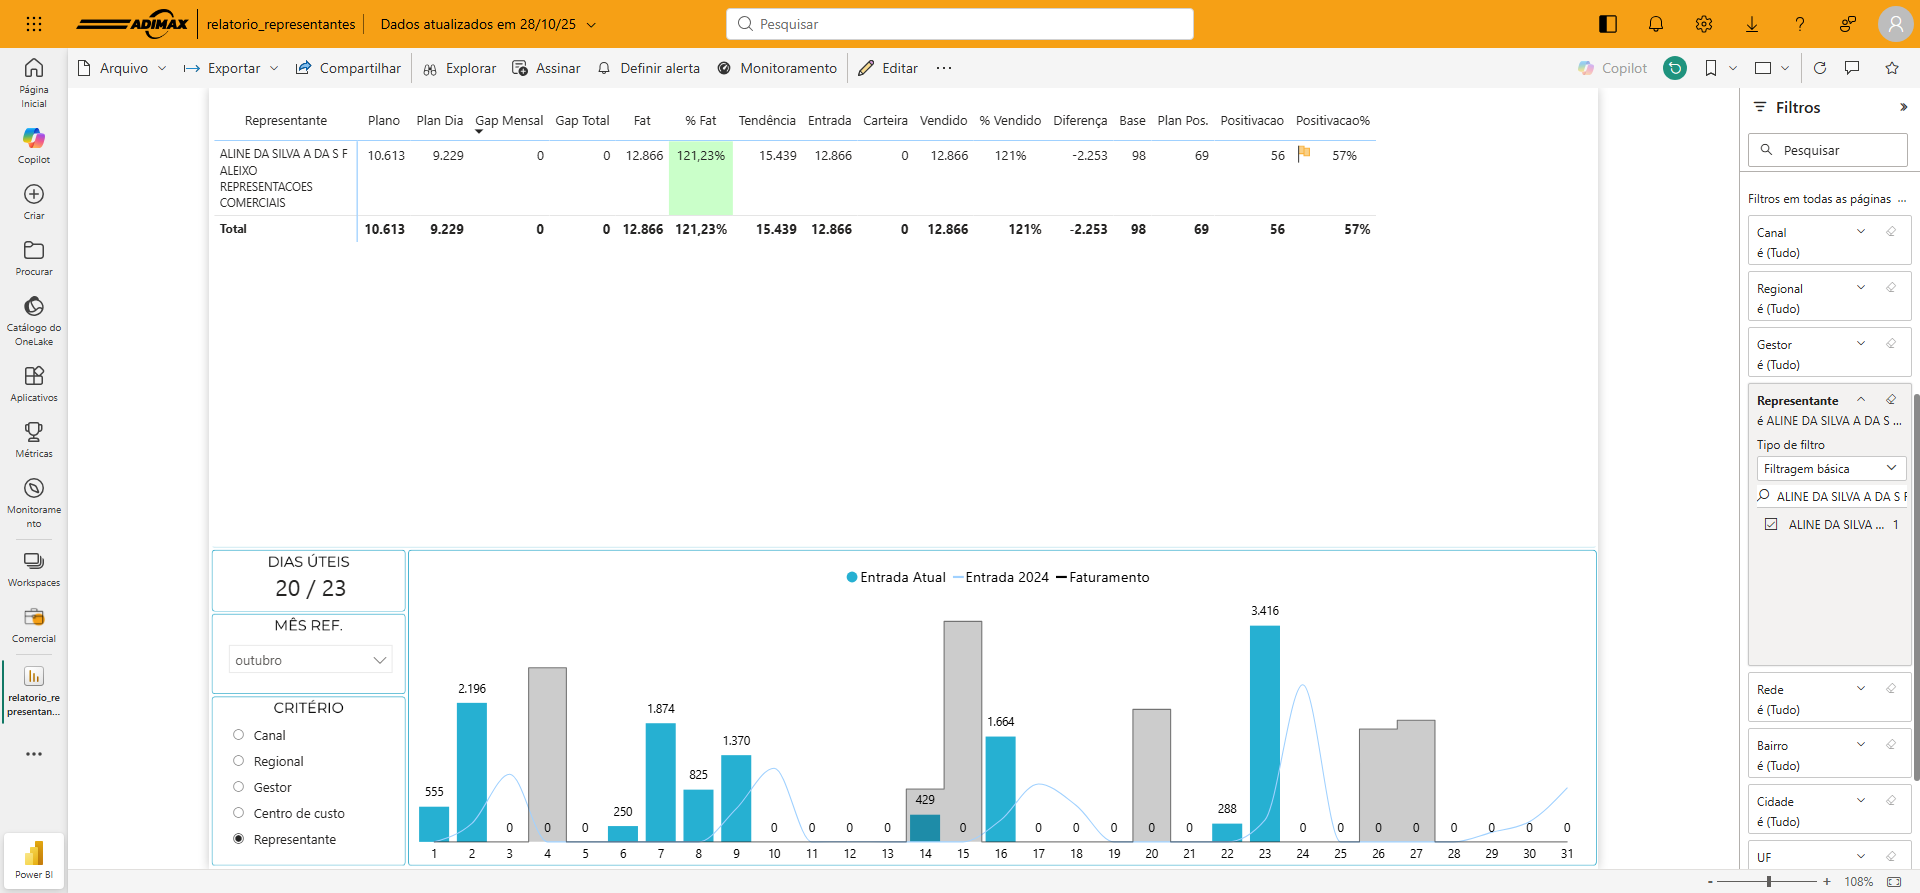 ADIMAX
relatorio_representantes
Dados atualizados em 28/10/25
Pesquisar
Arquivo
Exportar
Compartilhar
Explorar
Assinar
Definir alerta
Monitoramento
Editar
Copilot
Página
Inicial
Copilot
Criar
Procurar
Catálogo do
OneLake
Aplicativos
Métricas
Monitorame
nto
Workspaces
Comercial
relatorio_re
presentan...
Power BI
Representante Plano Plan Dia Gap Mensal Gap Total Fat % Fat Tendência Entrada Carteira Vendido % Vendido Diferença Base Plan Pos. Positivacao Positivacao%
ALINE DA SILVA A DA S F 10.613 9.229 0 0 12.866 121,23% 15.439 12.866 0 12.866 121% -2.253 98 69 56 57%
ALEIXO
REPRESENTACOES
COMERCIAIS
Total 10.613 9.229 0 0 12.866 121,23% 15.439 12.866 0 12.866 121% -2.253 98 69 56 57%
DIAS ÚTEIS
20 / 23
MÊS REF.
outubro
CRITÉRIO
Canal
Regional
Gestor
Centro de custo
Representante
Entrada Atual Entrada 2024 Faturamento
555 2.196 0 0 0 250 1.874 825 1.370 0 0 0 0 429 0 1.664 0 0 0 0 0 288 3.416 0 0 0 0 0 0 0 0
1 2 3 4 5 6 7 8 9 10 11 12 13 14 15 16 17 18 19 20 21 22 23 24 25 26 27 28 29 30 31
Filtros
Pesquisar
Filtros em todas as páginas ...
Canal
é (Tudo)
Regional
é (Tudo)
Gestor
é (Tudo)
Representante
é ALINE DA SILVA A DA S ...
Tipo de filtro
Filtragem básica
ALINE DA SILVA A DA S F
ALINE DA SILVA ... 1
Rede
é (Tudo)
Bairro
é (Tudo)
Cidade
é (Tudo)
UF
- + 108%